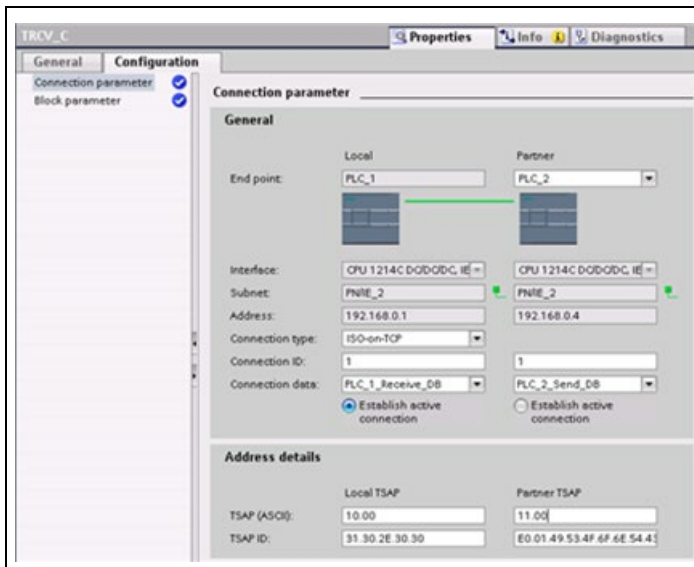 TRCV_C
Properties Info Diagnostics
General Configuration
Connection parameter
Block parameter
Connection parameter
General
Local Partner
End point: PLC_1 PLC_2
Interface: CPU 1214C DC/DC/DC, IE CPU 1214C DC/DC/DC, IE
Subnet: PN/IE_2 PN/IE_2
Address: 192.168.0.1 192.168.0.4
Connection type: ISO-on-TCP
Connection ID: 1 1
Connection data: PLC_1_Receive_DB PLC_2_Send_DB
Establish active Establish active
connection connection
Address details
Local TSAP Partner TSAP
TSAP (ASCII): 10.00 11.00
TSAP ID: 31.30.2E.30.30 E0.01.49.53.4F.6F.6E.54.43